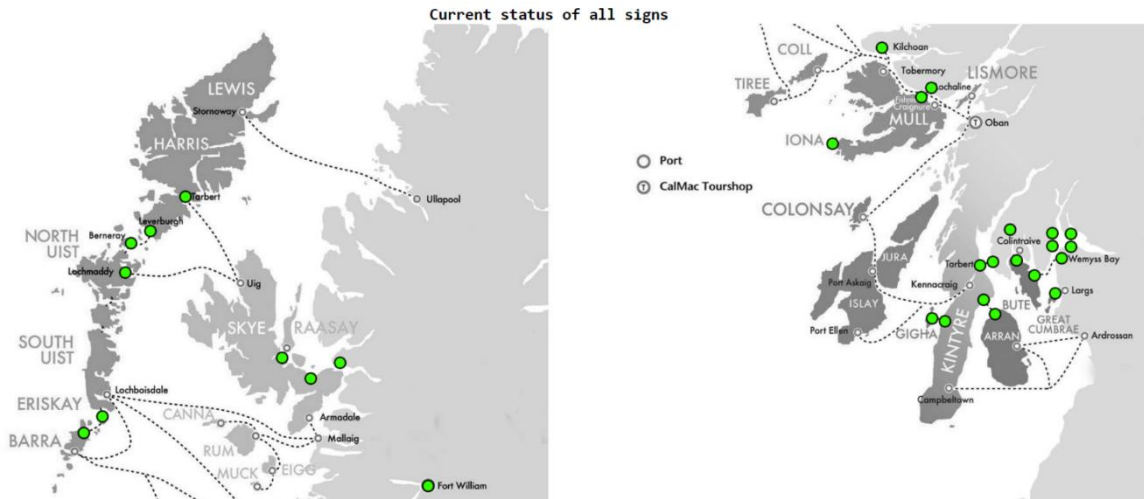 Current status of all signs
LEWIS
Stornoway
HARRIS
Tarbert
Ullapool
Leverburgh
Berneray
NORTH
UIST
Lochmaddy
Uig
SKYE
RAASAY
SOUTH
UIST
Lochboisdale
ERISKAY
CANNA
Armadale
BARRA
Mallaig
RUM
EIGG
MUCK
Fort William
Kilchoan
COLL
Tobermory
LISMORE
TIREE
Lochaline
Fishnish
Craignure
MULL
T
Oban
IONA
Port
T CalMac Tourshop
COLONSAY
Colintraive
JURA
Tarbert
Wemyss Bay
Port Askaig
Kennacraig
ISLAY
Largs
BUTE
Port Ellen
GIGHA
GREAT
CUMBRAE
KINTYRE
ARRAN
Ardrossan
Campbeltown